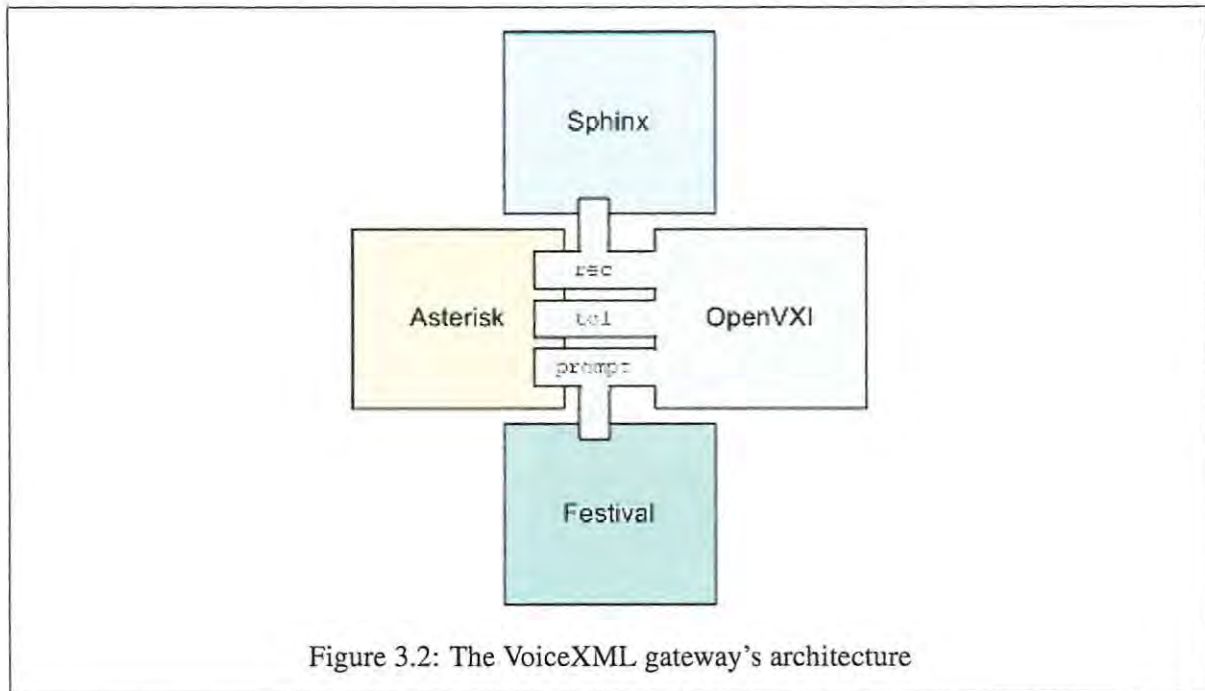 Sphinx
rec
Asterisk
tel
OpenVXI
prompt
Festival
Figure 3.2: The VoiceXML gateway's architecture